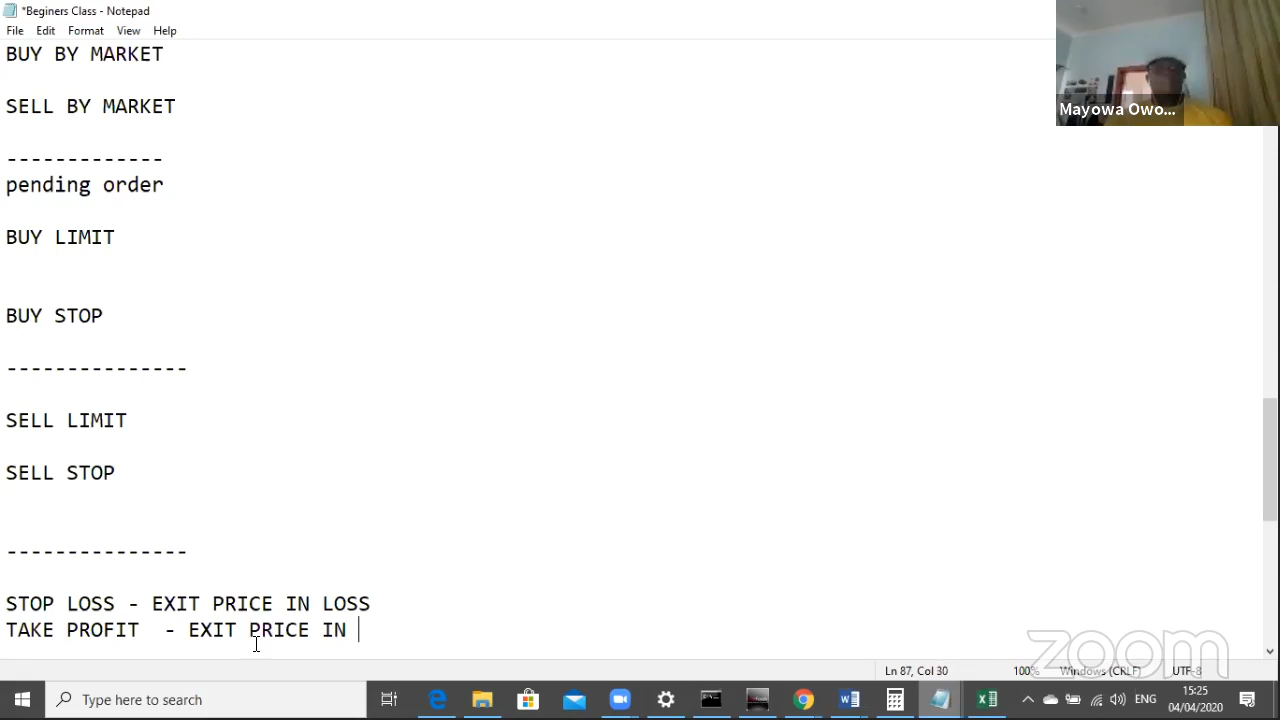 *Beginers Class - Notepad
File Edit Format View Help
BUY BY MARKET
SELL BY MARKET
-------------
pending order
BUY LIMIT
BUY STOP
---------------
SELL LIMIT
SELL STOP
---------------
STOP LOSS - EXIT PRICE IN LOSS
TAKE PROFIT  - EXIT PRICE IN
Mayowa Owo...
zoom
Ln 87, Col 30 100% Windows (CRLF) UTF-8
Type here to search
ENG
15:25
04/04/2020